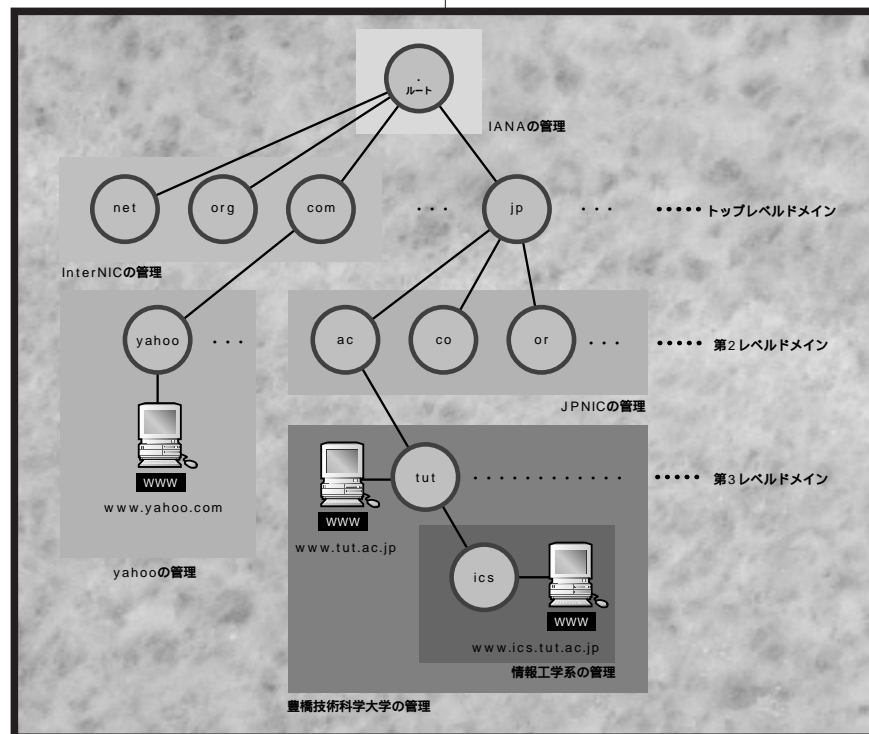 .
ルート
IANAの管理
net
org
com
・・・
jp
・・・
・・・・・トップレベルドメイン
InterNICの管理
yahoo
・・・
ac
co
or
・・・
・・・・・第2レベルドメイン
JPNICの管理
WWW
www.yahoo.com
yahooの管理
tut
・・・・・・・・・・・・
・・・・・第3レベルドメイン
WWW
www.tut.ac.jp
ics
WWW
www.ics.tut.ac.jp
情報工学系の管理
豊橋技術科学大学の管理